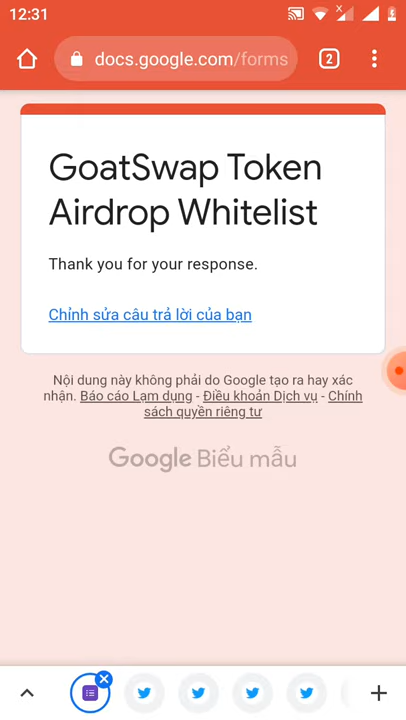 12:31
docs.google.com/forms
2
GoatSwap Token
Airdrop Whitelist
Thank you for your response.
Chỉnh sửa câu trả lời của bạn
Nội dung này không phải do Google tạo ra hay xác
nhận. Báo cáo Lạm dụng - Điều khoản Dịch vụ - Chính
sách quyền riêng tư
Google Biểu mẫu